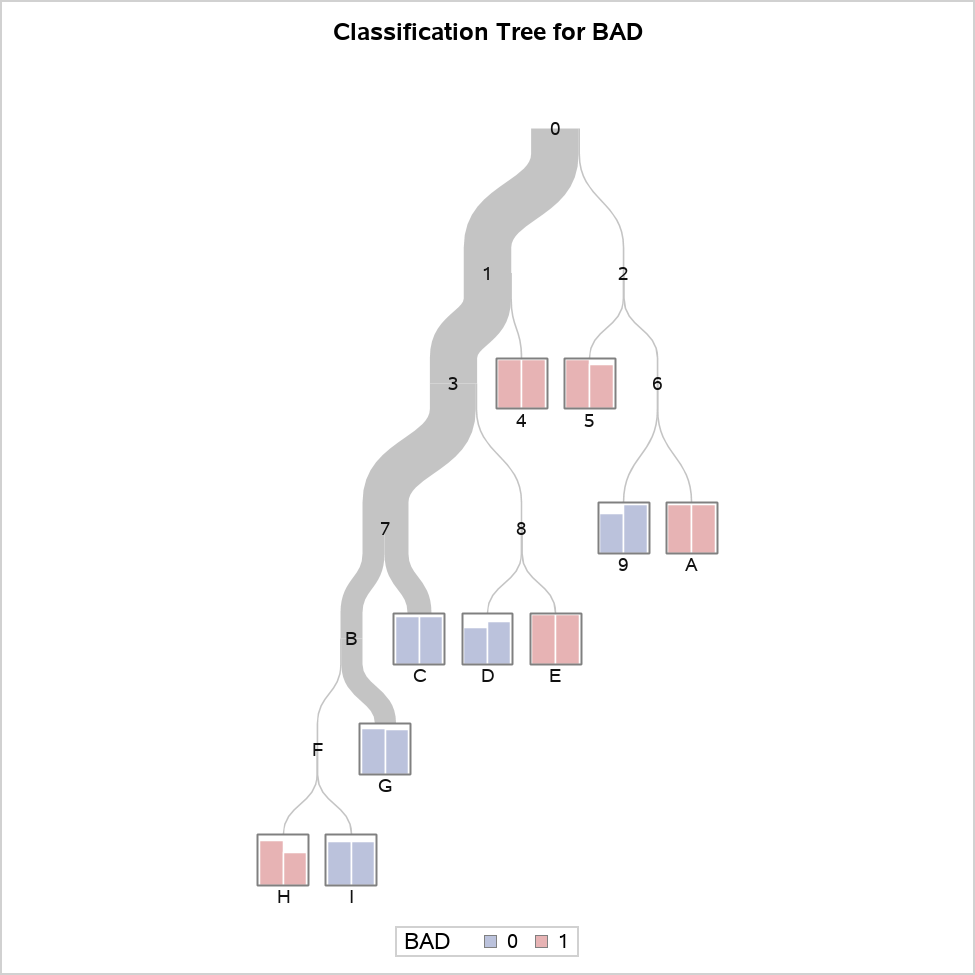 Classification Tree for BAD
0
1 2
3 4 5 6
7 8 9 A
B C D E
F G
H I
BAD 0 1